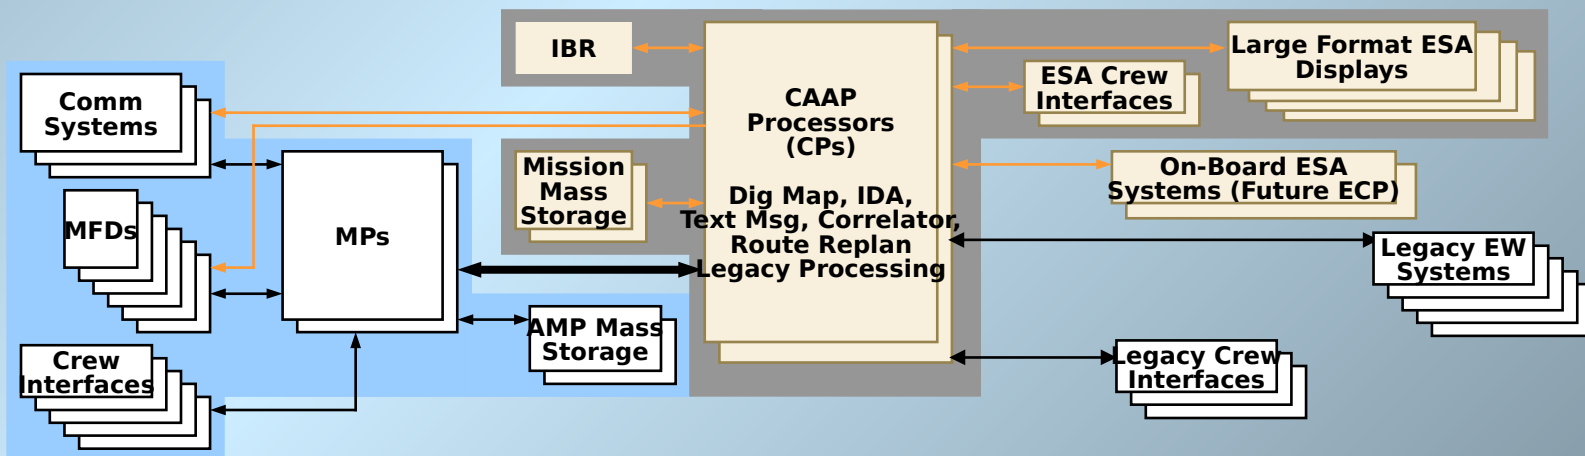 IBR
Comm
Systems
MFDs
Crew
Interfaces
MPs
Mission
Mass
Storage
AMP Mass
Storage
CAAP
Processors
(CPs)
Dig Map, IDA,
Text Msg, Correlator,
Route Replan
Legacy Processing
Large Format ESA
Displays
ESA Crew
Interfaces
On-Board ESA
Systems (Future ECP)
Legacy EW
Systems
Legacy Crew
Interfaces